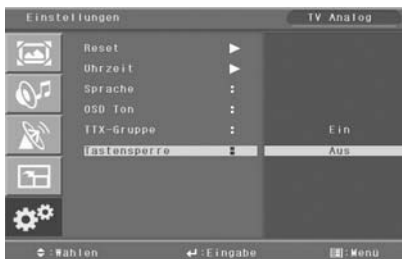 Einstellungen TV Analog
Reset
Uhrzeit
Sprache :
OSD Ton :
TTX-Gruppe : Ein
Tastensperre : Aus
:Wahlen :Eingabe :Menu